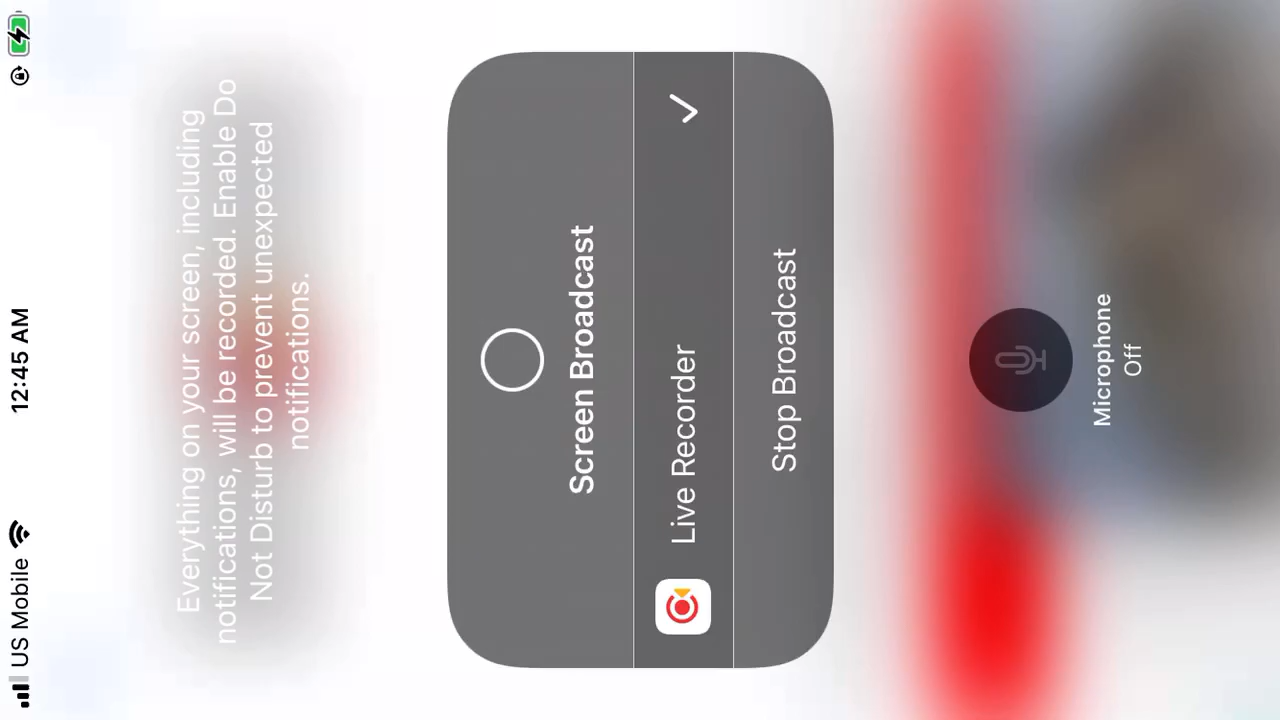 US Mobile 12:45 AM
Everything on your screen, including
notifications, will be recorded. Enable Do
Not Disturb to prevent unexpected
notifications.
Screen Broadcast
Live Recorder
Stop Broadcast
Microphone
Off